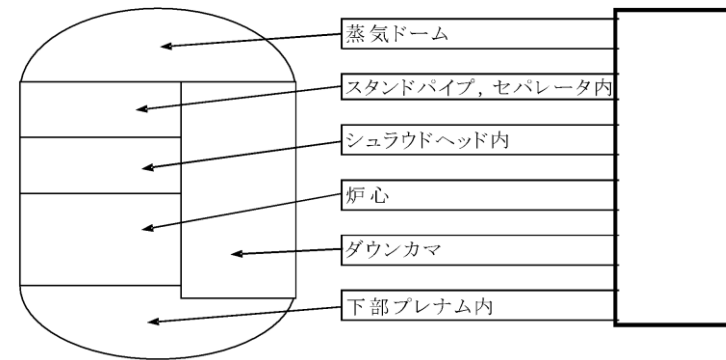 蒸気ドーム
スタンドパイプ, セパレータ内
シュラウドヘッド内
炉心
ダウンカマ
下部プレナム内